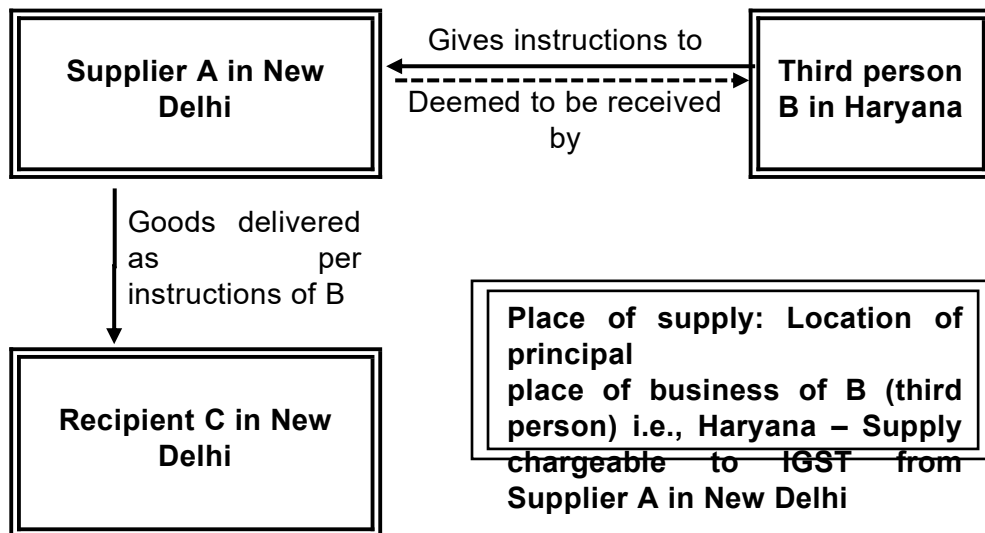 Supplier A in New
Delhi
Gives instructions to
Deemed to be received
by
Third person
B in Haryana
Goods delivered
as per
instructions of B
Recipient C in New
Delhi
Place of supply: Location of
principal
place of business of B (third
person) i.e., Haryana – Supply
chargeable to IGST from
Supplier A in New Delhi